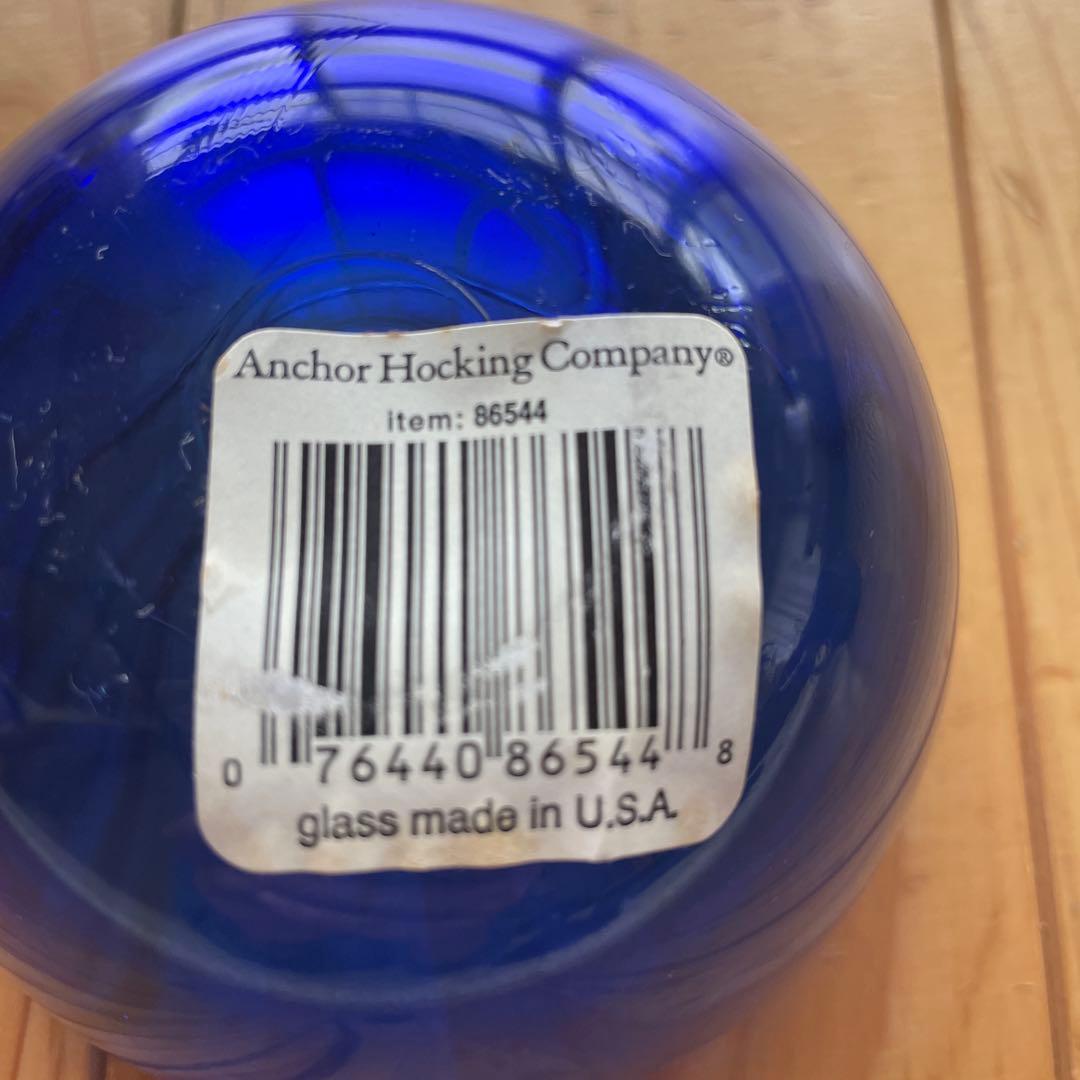 Anchor Hocking Company®
item: 86544
0 76440 86544 8
glass made in U.S.A.